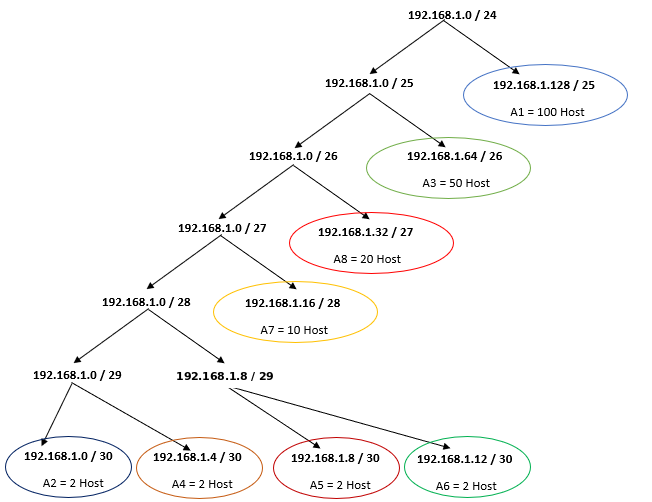 192.168.1.0 / 24
192.168.1.0 / 25
192.168.1.128 / 25
A1 = 100 Host
192.168.1.0 / 26
192.168.1.64 / 26
A3 = 50 Host
192.168.1.0 / 27
192.168.1.32 / 27
A8 = 20 Host
192.168.1.0 / 28
192.168.1.16 / 28
A7 = 10 Host
192.168.1.0 / 29
192.168.1.8 / 29
192.168.1.0 / 30
A2 = 2 Host
192.168.1.4 / 30
A4 = 2 Host
192.168.1.8 / 30
A5 = 2 Host
192.168.1.12 / 30
A6 = 2 Host